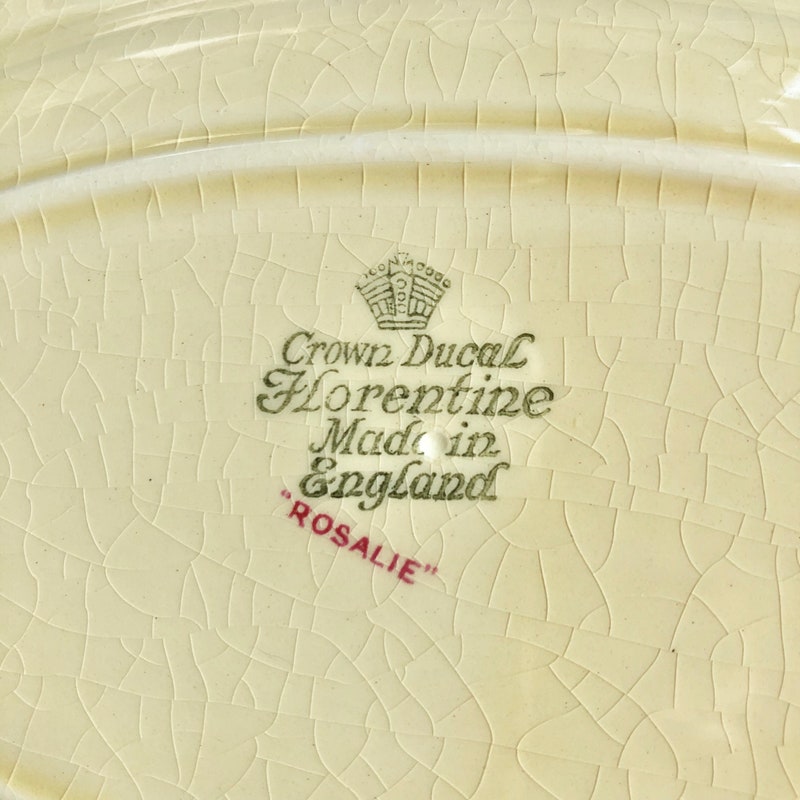 Crown Ducal
Florentine
Made in
England
"ROSALIE"